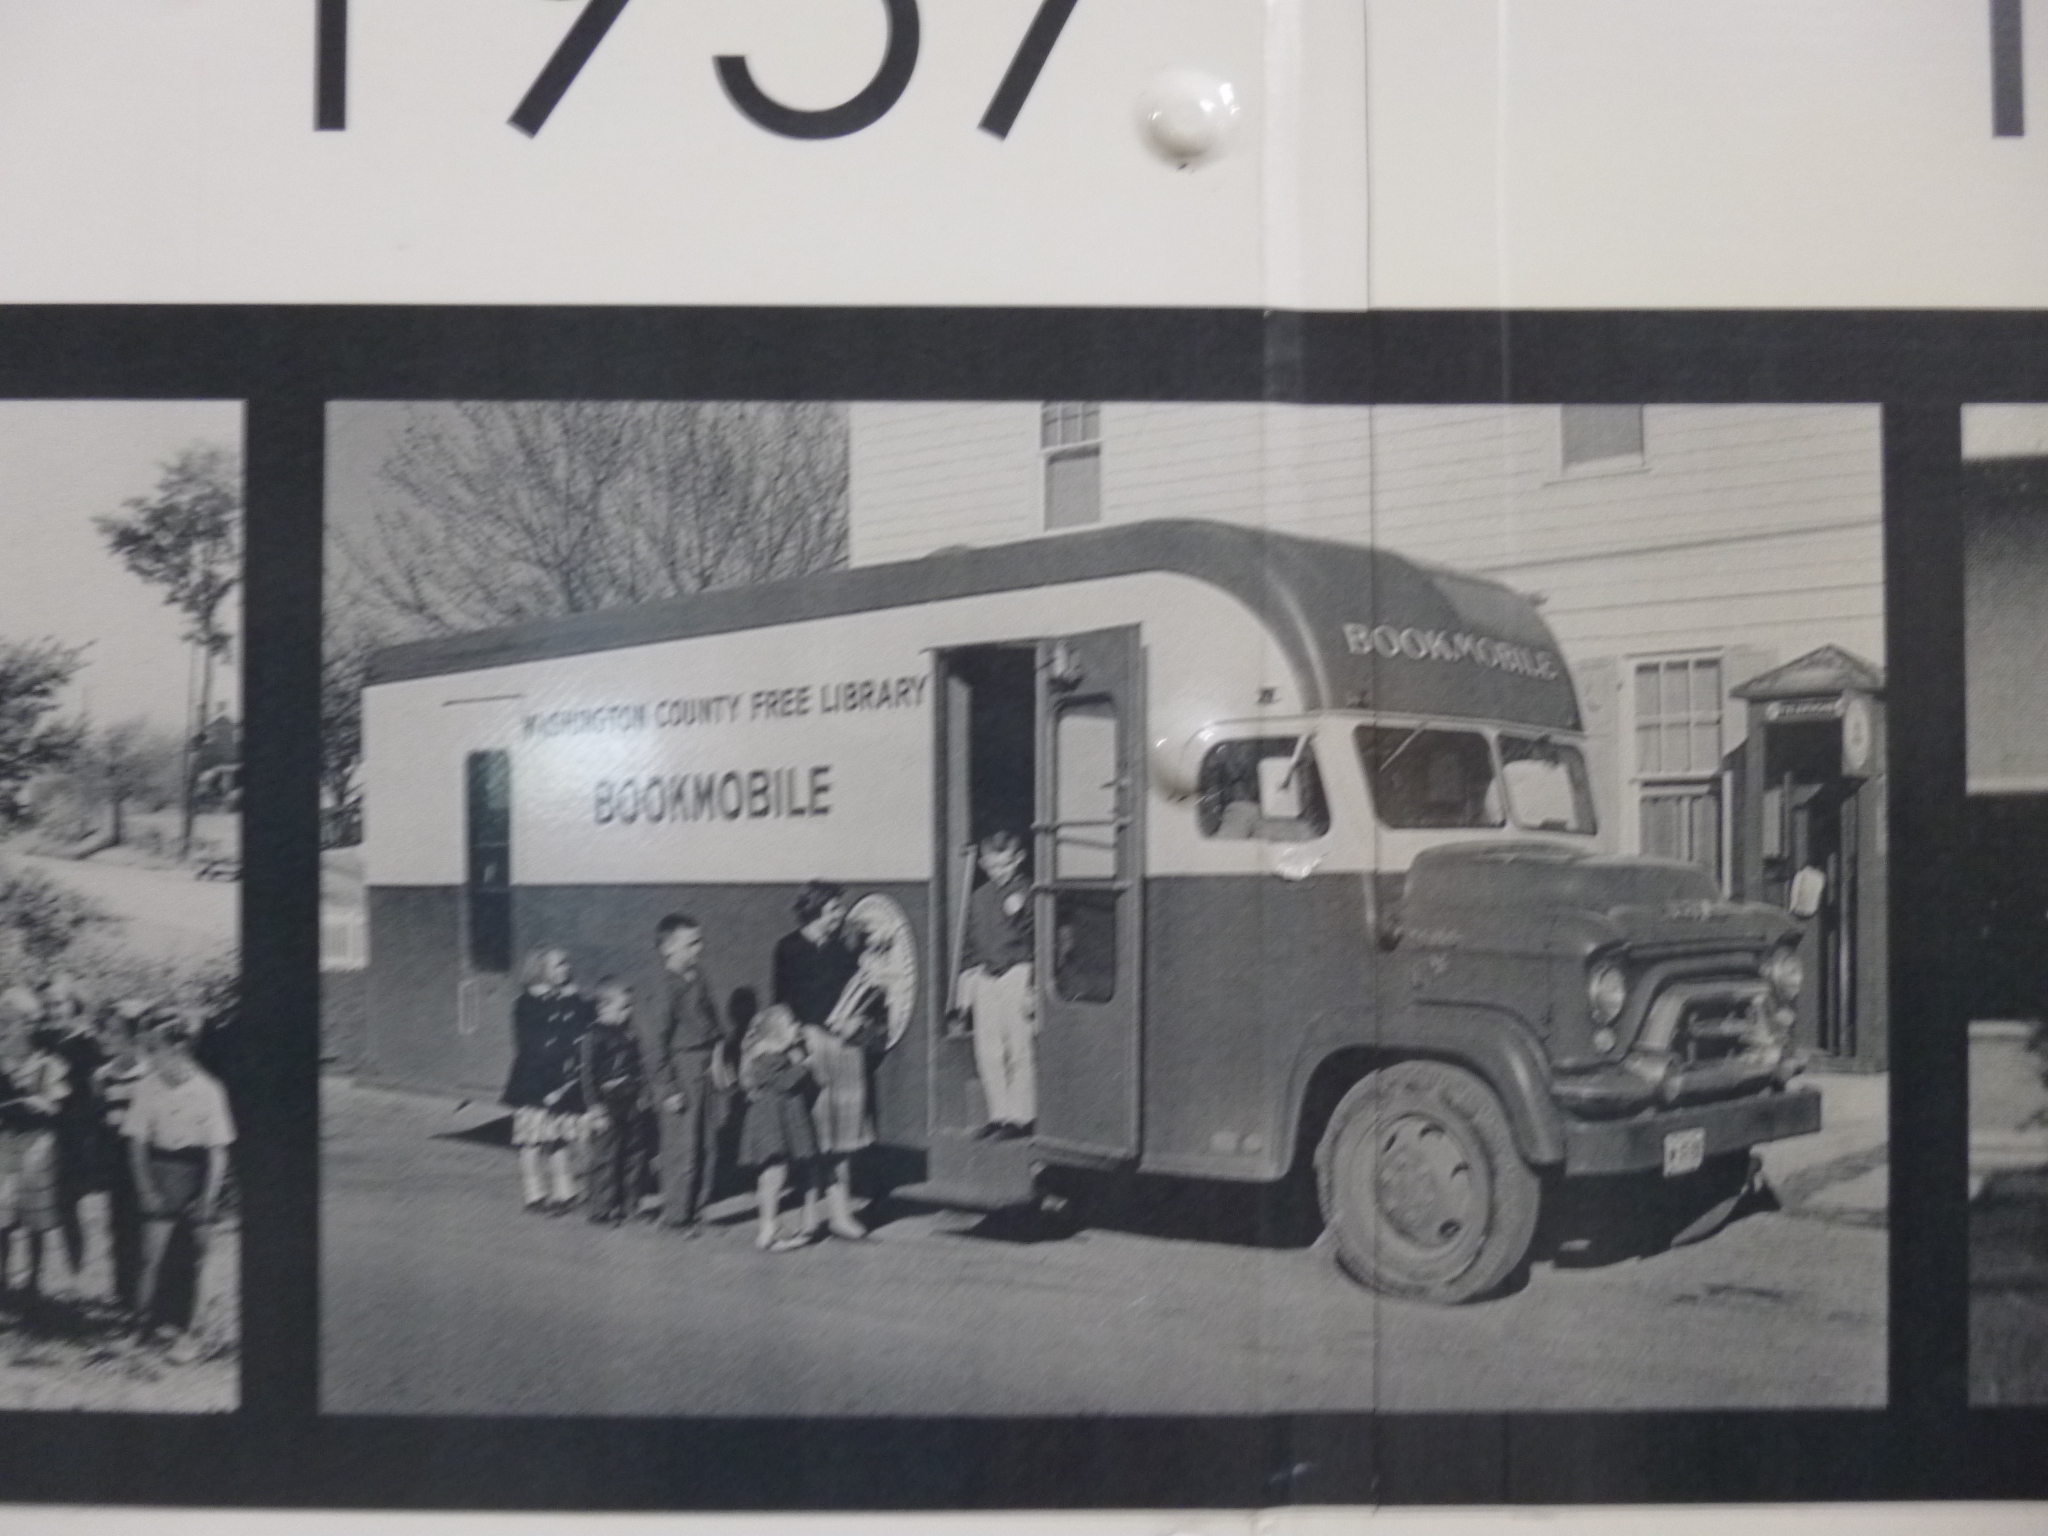 1957
WASHINGTON COUNTY FREE LIBRARY
BOOKMOBILE
BOOKMOBILE